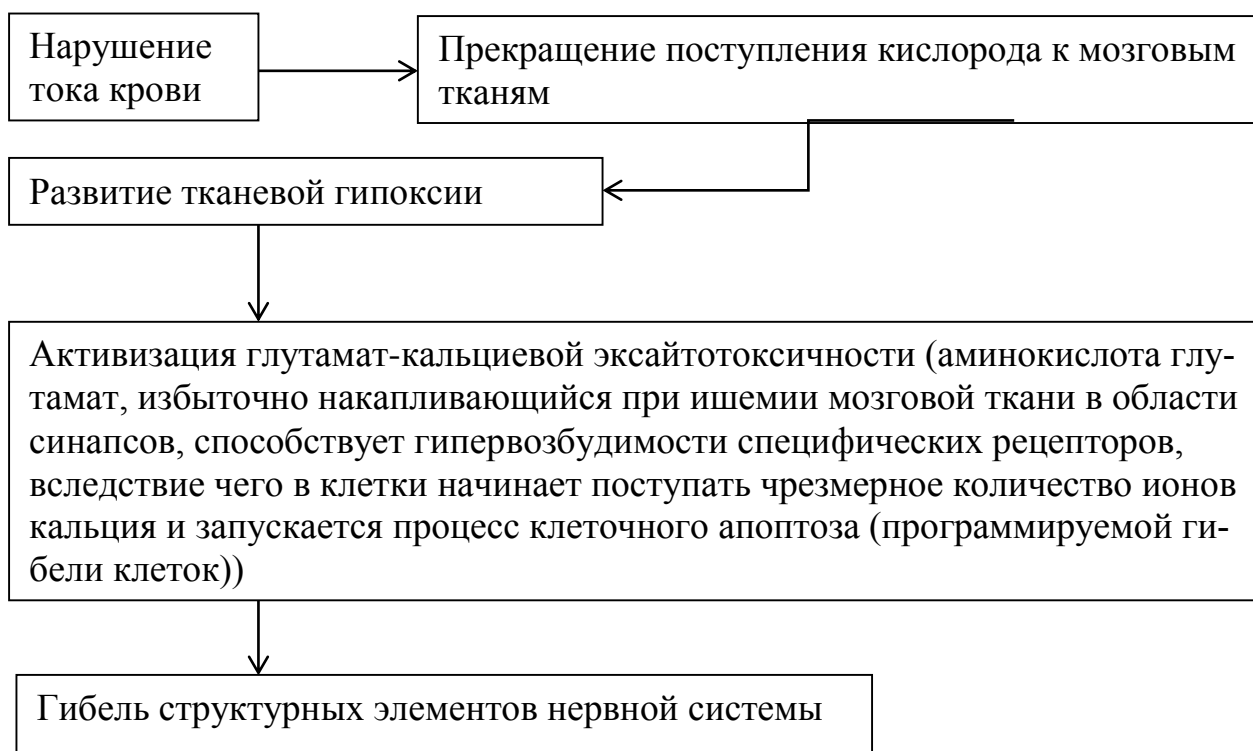 Нарушение
тока крови
Прекращение поступления кислорода к мозговым
тканям
Развитие тканевой гипоксии
Активизация глутамат-кальциевой эксайтотоксичности (аминокислота глу-
тамат, избыточно накапливающийся при ишемии мозговой ткани в области
синапсов, способствует гипервозбудимости специфических рецепторов,
вследствие чего в клетки начинает поступать чрезмерное количество ионов
кальция и запускается процесс клеточного апоптоза (программируемой ги-
бели клеток))
Гибель структурных элементов нервной системы